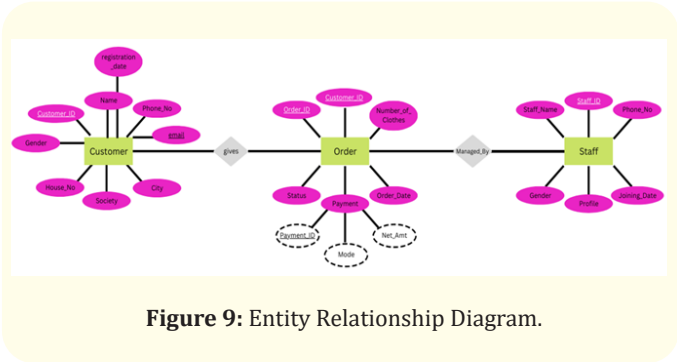 registration
_date
Name
Phone_No
Customer_ID
email
Gender
Customer
House_No
Society
City
gives
Customer_ID
Order_ID
Number_of_
Clothes
Order
Status
Payment
Order_Date
Payment_ID
Mode
Net_Amt
Managed_By
Staff_Name
Staff_ID
Phone_No
Staff
Gender
Profile
Joining_Date
Figure 9: Entity Relationship Diagram.